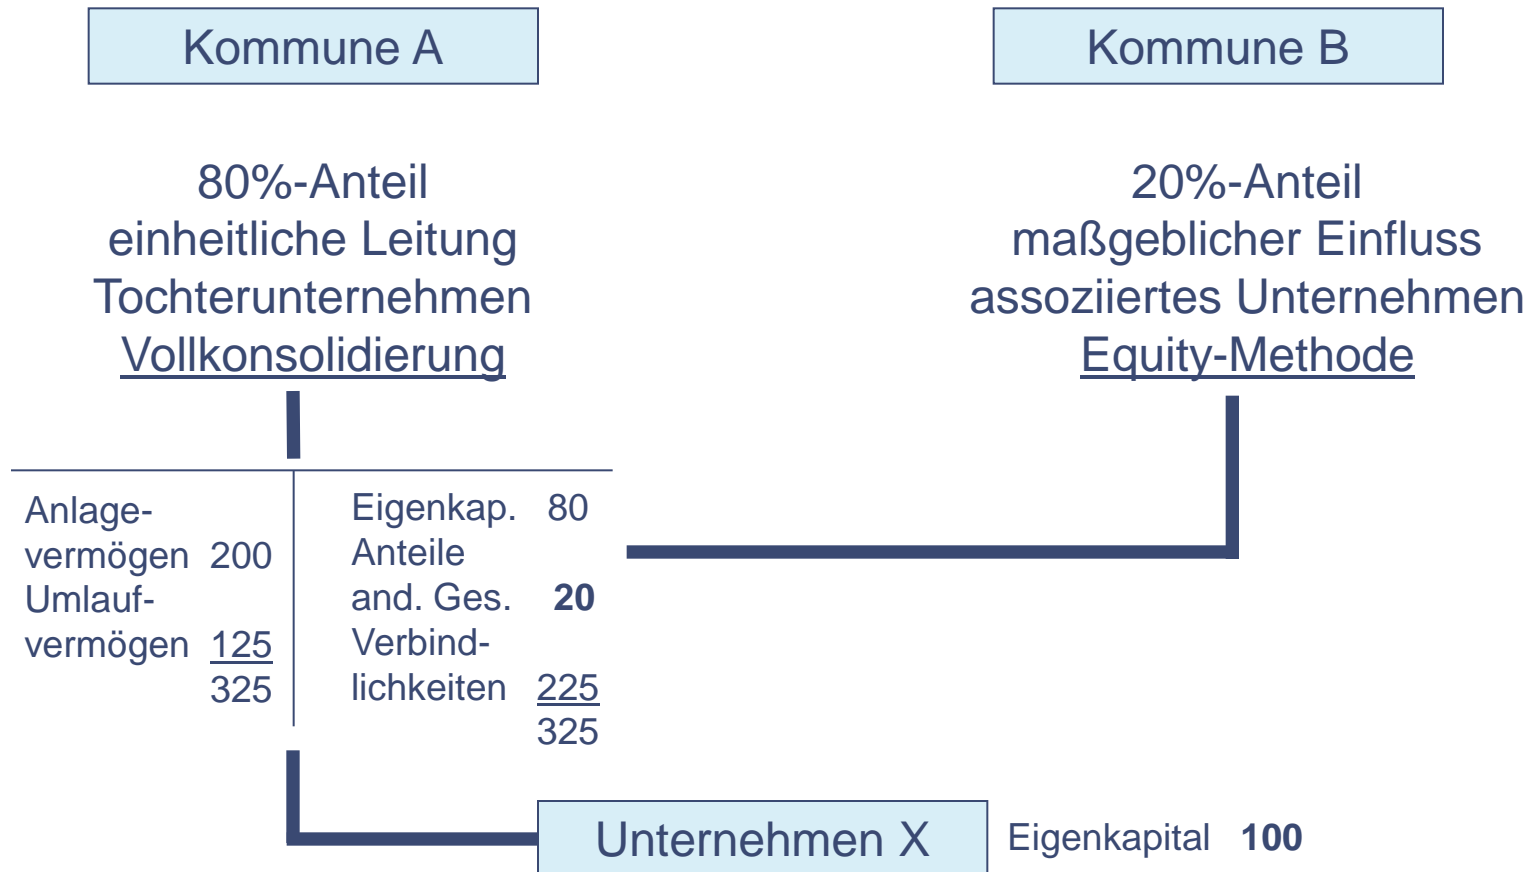 Kommune A
Kommune B
80%-Anteil
einheitliche Leitung
Tochterunternehmen
Vollkonsolidierung
20%-Anteil
maßgeblicher Einfluss
assoziiertes Unternehmen
Equity-Methode
Anlage-
vermögen 200
Umlauf-
vermögen 125
325
Eigenkap. 80
Anteile
and. Ges. 20
Verbind-
lichkeiten 225
325
Unternehmen X
Eigenkapital 100